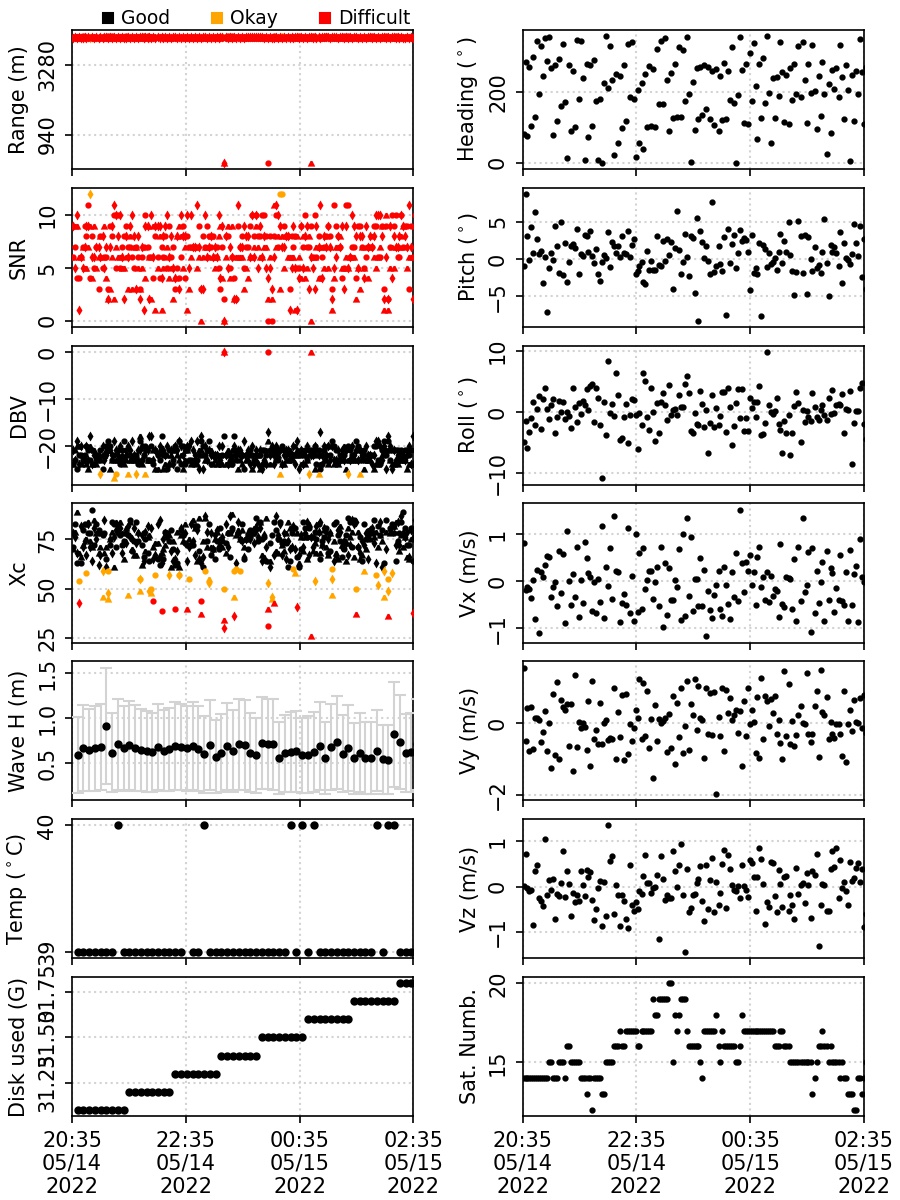 Good Okay Difficult
Range (m)
3280
940
Heading (°)
200
0
SNR
10
5
0
Pitch (°)
5
0
−5
DBV
0
−10
−20
Roll (°)
10
0
−10
Xc
75
50
25
Vx (m/s)
1
0
−1
Wave H (m)
1.5
1.0
0.5
Vy (m/s)
0
−2
Temp (°C)
40
39
Vz (m/s)
1
0
−1
Disk used (G)
31.75
31.50
31.25
Sat. Numb.
20
15
20:35 22:35 00:35 02:35
05/14 05/14 05/15 05/15
2022 2022 2022 2022
20:35 22:35 00:35 02:35
05/14 05/14 05/15 05/15
2022 2022 2022 2022